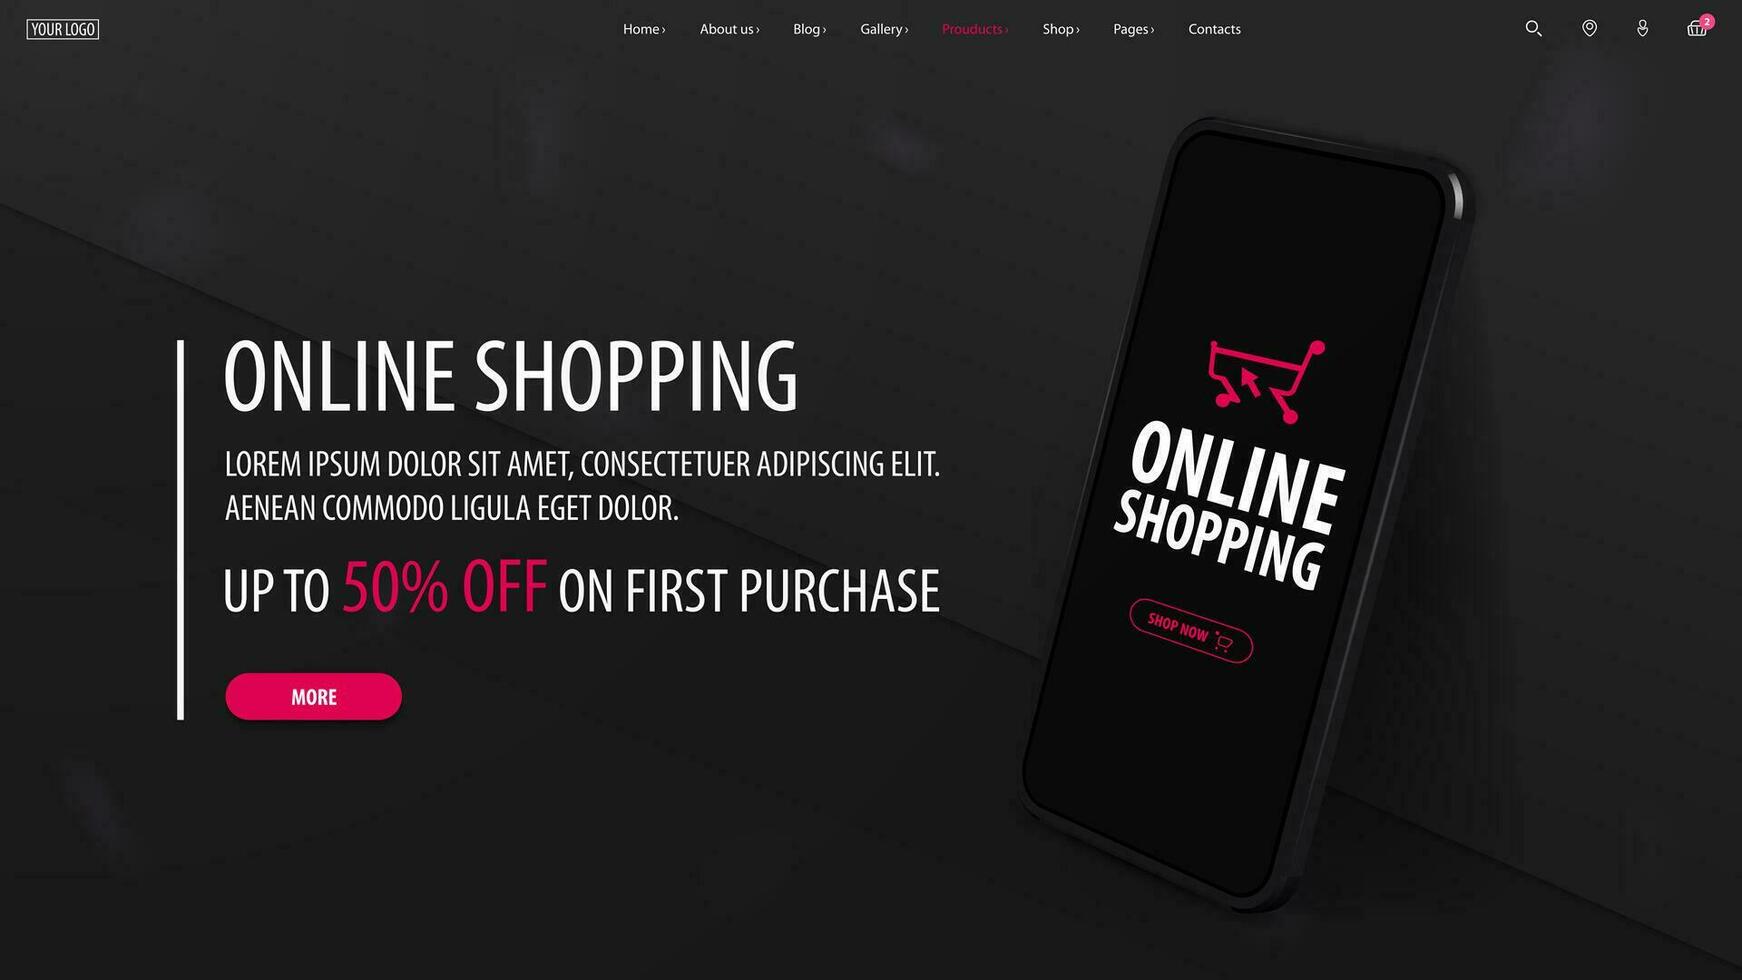 YOUR LOGO
Home ›
About us ›
Blog ›
Gallery ›
Prouducts ›
Shop ›
Pages ›
Contacts
2
ONLINE SHOPPING
LOREM IPSUM DOLOR SIT AMET, CONSECTETUER ADIPISCING ELIT.
AENEAN COMMODO LIGULA EGET DOLOR.
UP TO 50% OFF ON FIRST PURCHASE
MORE
ONLINE
SHOPPING
SHOP NOW